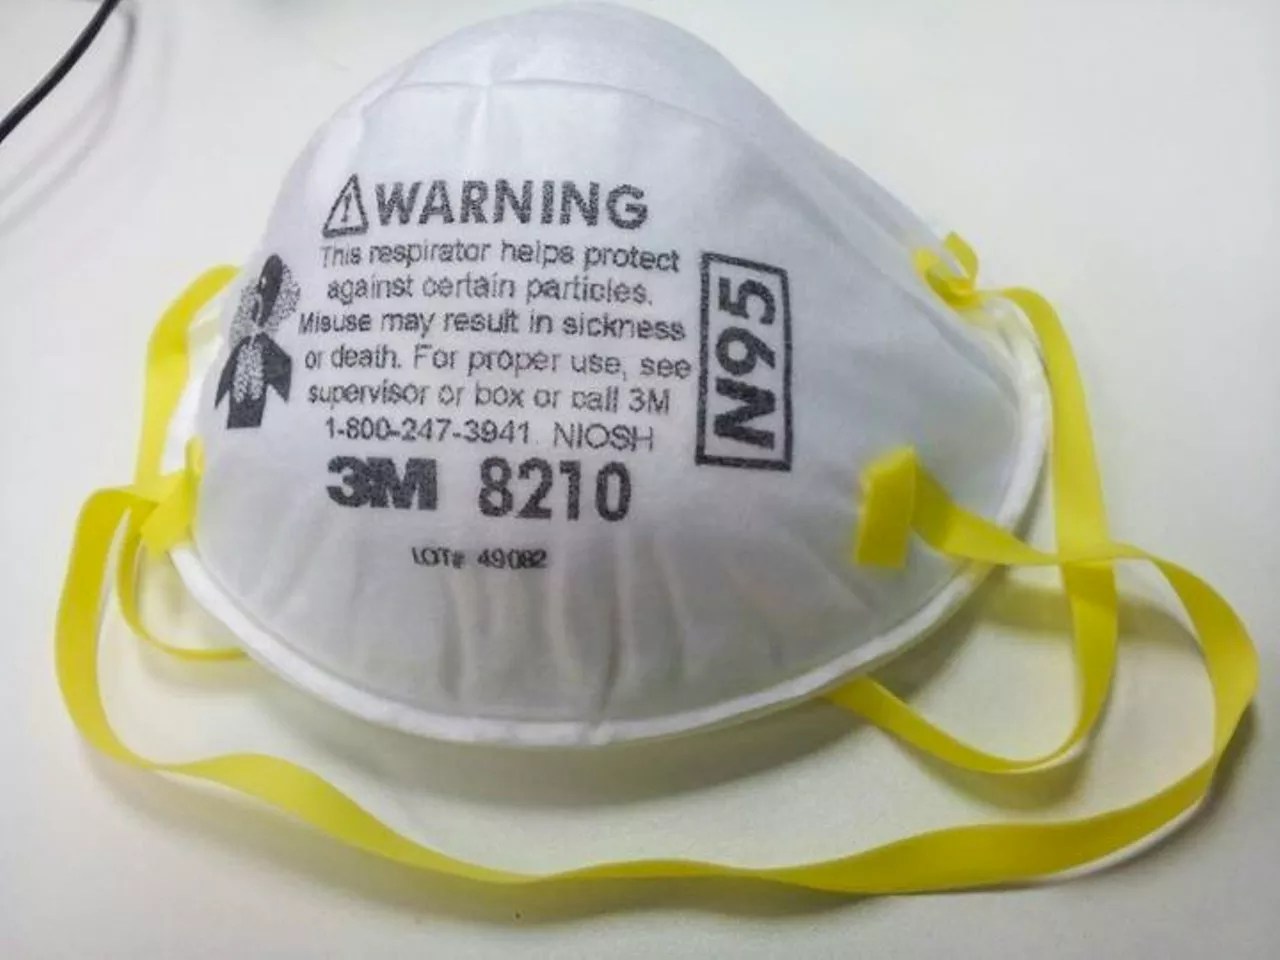 WARNING
This respirator helps protect
against certain particles.
Misuse may result in sickness
or death. For proper use, see
supervisor or box or call 3M
1-800-247-3941. NIOSH
3M 8210
LOT# 49082
N95